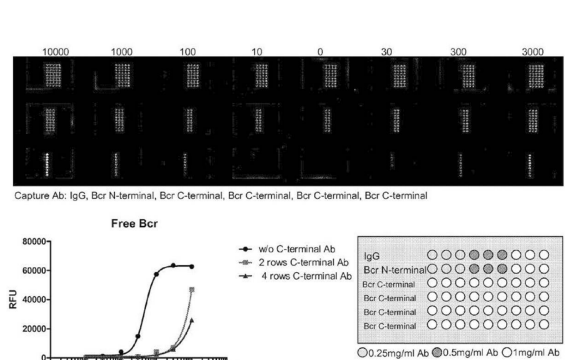 10000 1000 100 10 0 30 300 3000
Capture Ab: IgG, Bcr N-terminal, Bcr C-terminal, Bcr C-terminal, Bcr C-terminal, Bcr C-terminal
Free Bcr
80000
60000
40000
20000
0
RFU
w/o C-terminal Ab
2 rows C-terminal Ab
4 rows C-terminal Ab
IgG
Bcr N-terminal
Bcr C-terminal
Bcr C-terminal
Bcr C-terminal
Bcr C-terminal
0.25mg/ml Ab 0.5mg/ml Ab 1mg/ml Ab